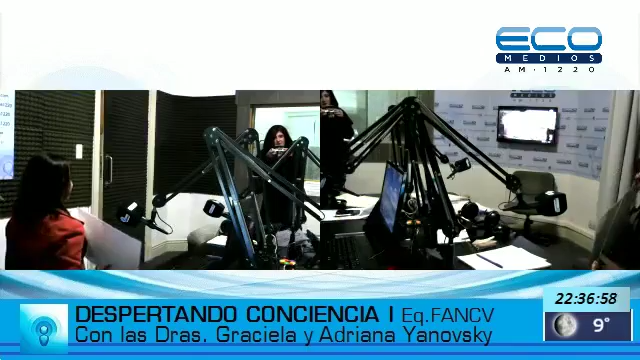 ECO
MEDIOS
AM · 1220
DESPERTANDO CONCIENCIA | Eq.FANCV
Con las Dras. Graciela y Adriana Yanovsky
22:36:58
9°